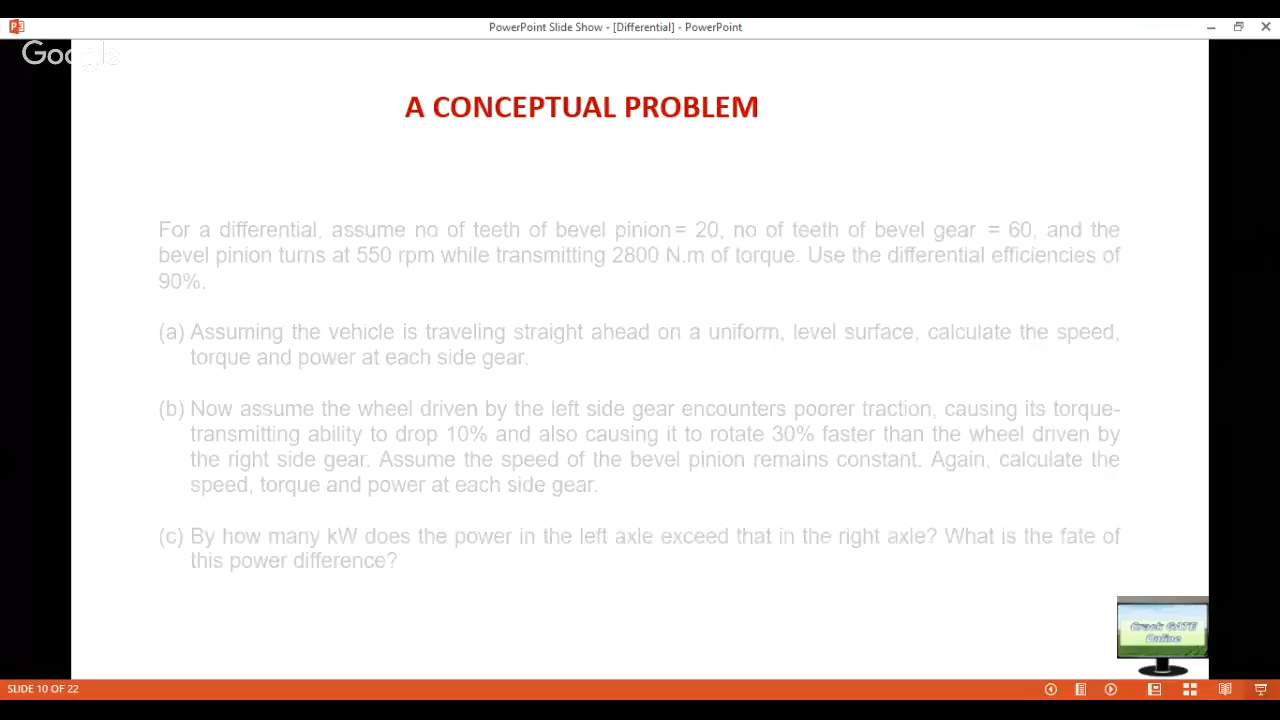 PowerPoint Slide Show - [Differential] - PowerPoint
Google
A CONCEPTUAL PROBLEM
For a differential, assume no of teeth of bevel pinion = 20, no of teeth of bevel gear = 60, and the
bevel pinion turns at 550 rpm while transmitting 2800 N.m of torque. Use the differential efficiencies of
90%.
(a) Assuming the vehicle is traveling straight ahead on a uniform, level surface, calculate the speed,
torque and power at each side gear.
(b) Now assume the wheel driven by the left side gear encounters poorer traction, causing its torque-
transmitting ability to drop 10% and also causing it to rotate 30% faster than the wheel driven by
the right side gear. Assume the speed of the bevel pinion remains constant. Again, calculate the
speed, torque and power at each side gear.
(c) By how many kW does the power in the left axle exceed that in the right axle? What is the fate of
this power difference?
Crack GATE
Online
SLIDE 10 OF 22